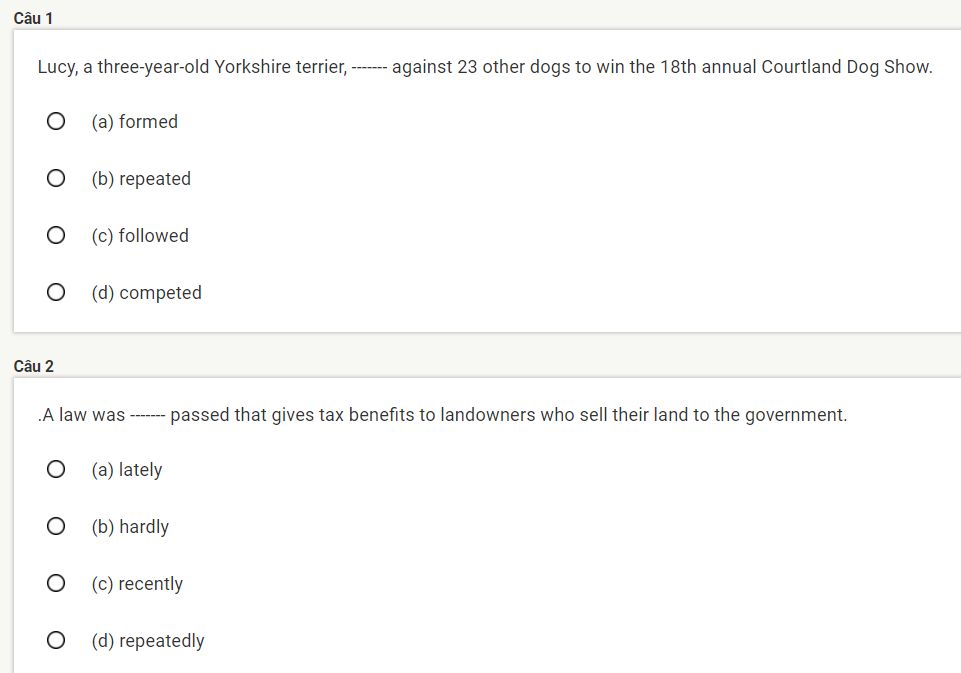 Câu 1
Lucy, a three-year-old Yorkshire terrier, ------- against 23 other dogs to win the 18th annual Courtland Dog Show.
(a) formed
(b) repeated
(c) followed
(d) competed
Câu 2
.A law was ------- passed that gives tax benefits to landowners who sell their land to the government.
(a) lately
(b) hardly
(c) recently
(d) repeatedly